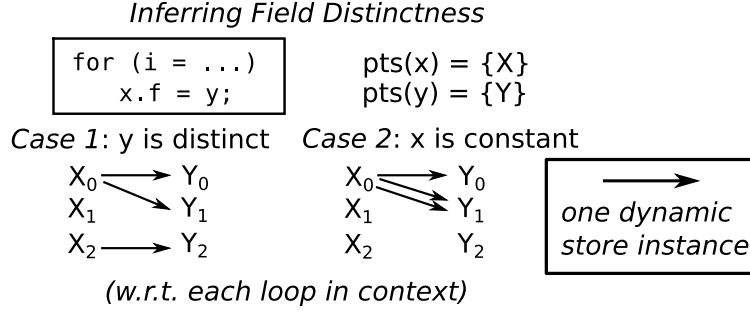 Inferring Field Distinctness
for (i = ...)
x.f = y;
pts(x) = {X}
pts(y) = {Y}
Case 1: y is distinct
Case 2: x is constant
X₀ Y₀
X₁ Y₁
X₂ Y₂
X₀ Y₀
X₁ Y₁
X₂ Y₂
one dynamic
store instance
(w.r.t. each loop in context)